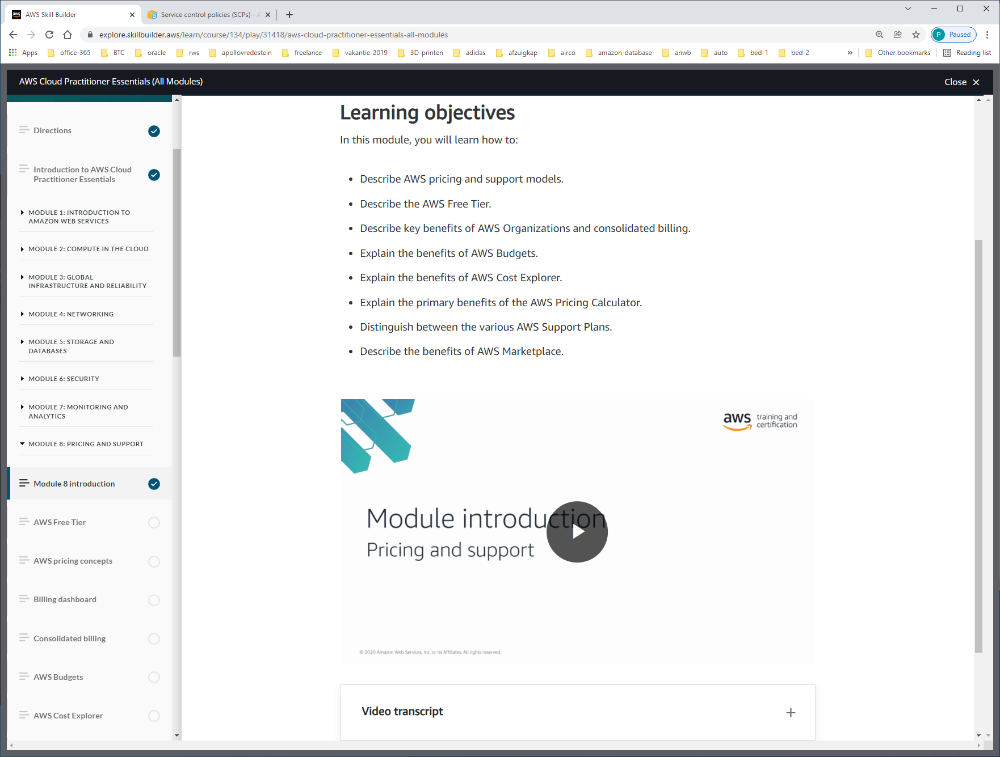 AWS Skill Builder
Service control policies (SCPs) -
explore.skillbuilder.aws/learn/course/134/play/31418/aws-cloud-practitioner-essentials-all-modules
P Paused
Apps office-365 BTC oracle rws apollovredestein freelance vakantie-2019 3D-printen adidas afzuigkap airco amazon-database anwb auto bed-1 bed-2 » Other bookmarks Reading list
AWS Cloud Practitioner Essentials (All Modules)
Close
Directions
Introduction to AWS Cloud
Practitioner Essentials
MODULE 1: INTRODUCTION TO
AMAZON WEB SERVICES
MODULE 2: COMPUTE IN THE CLOUD
MODULE 3: GLOBAL
INFRASTRUCTURE AND RELIABILITY
MODULE 4: NETWORKING
MODULE 5: STORAGE AND
DATABASES
MODULE 6: SECURITY
MODULE 7: MONITORING AND
ANALYTICS
MODULE 8: PRICING AND SUPPORT
Module 8 introduction
AWS Free Tier
AWS pricing concepts
Billing dashboard
Consolidated billing
AWS Budgets
AWS Cost Explorer
Learning objectives
In this module, you will learn how to:
• Describe AWS pricing and support models.
• Describe the AWS Free Tier.
• Describe key benefits of AWS Organizations and consolidated billing.
• Explain the benefits of AWS Budgets.
• Explain the benefits of AWS Cost Explorer.
• Explain the primary benefits of the AWS Pricing Calculator.
• Distinguish between the various AWS Support Plans.
• Describe the benefits of AWS Marketplace.
aws training and
certification
Module introduction
Pricing and support
© 2020 Amazon Web Services, Inc. or its Affiliates. All rights reserved.
Video transcript